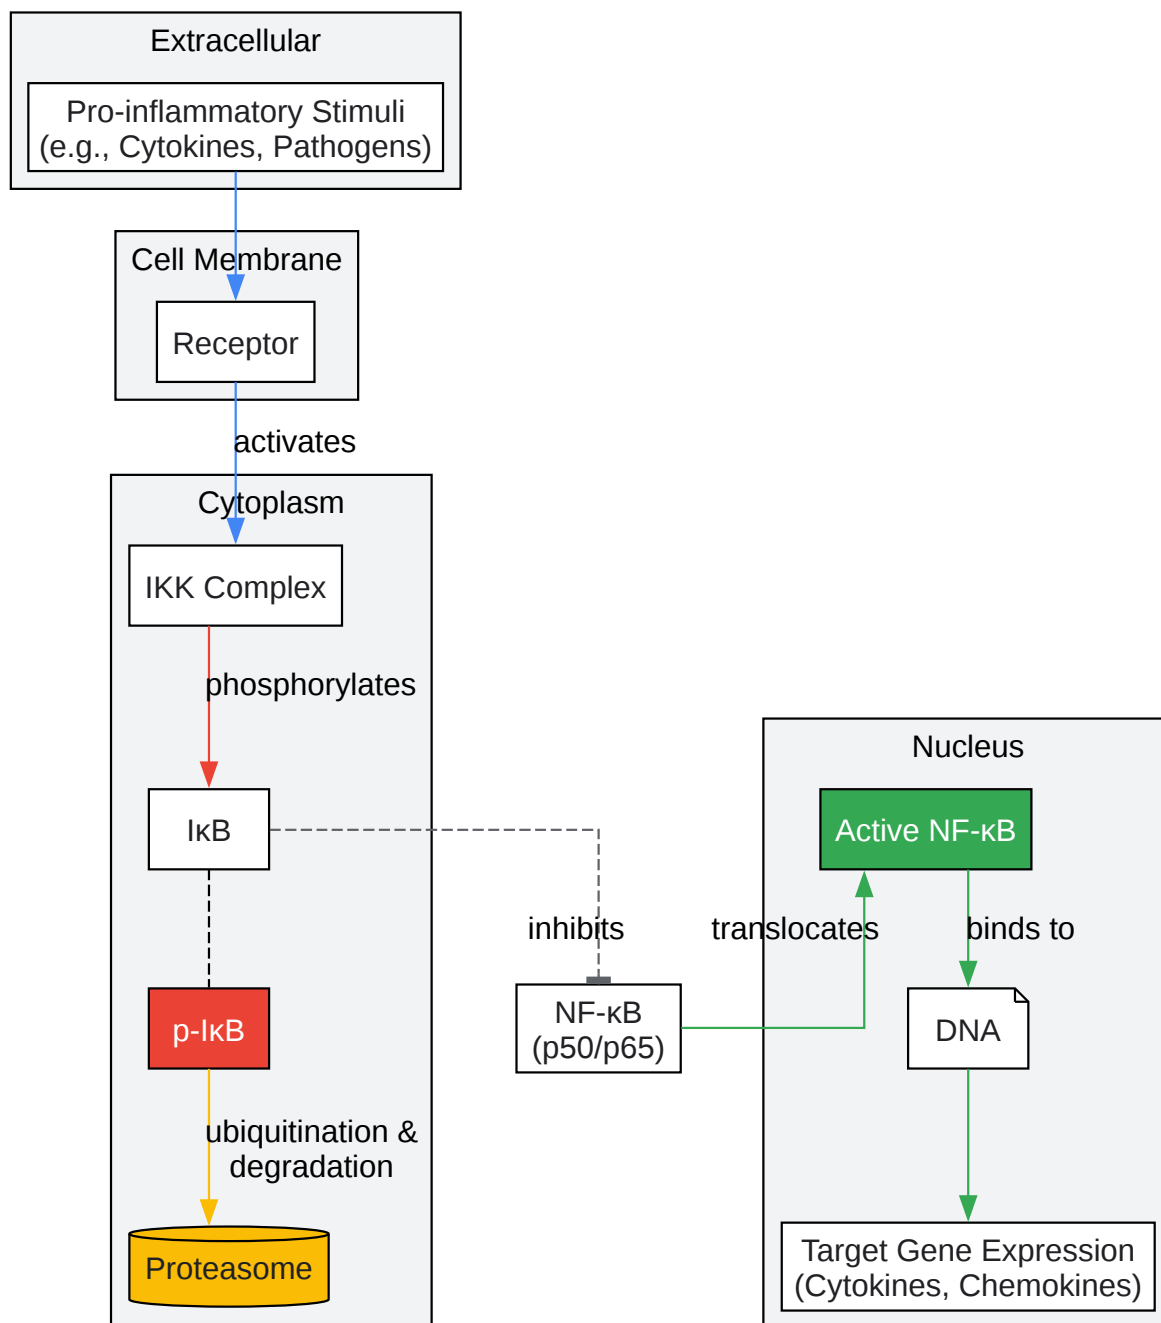 Extracellular
Pro-inflammatory Stimuli
(e.g., Cytokines, Pathogens)
Cell Membrane
Receptor
activates
Cytoplasm
IKK Complex
phosphorylates
IκB
p-IκB
ubiquitination &
degradation
Proteasome
inhibits
NF-κB
(p50/p65)
translocates
Nucleus
Active NF-κB
binds to
DNA
Target Gene Expression
(Cytokines, Chemokines)